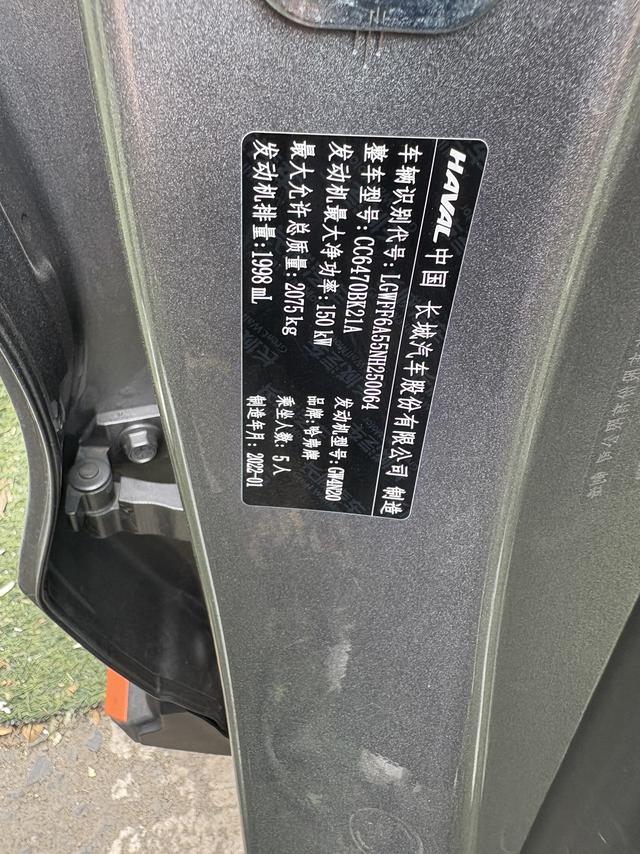 HAVAL 中国 长城汽车股份有限公司 制造
车辆识别代号:LGWFR6A55NH250064
整车型号:CC6470BK21A 发动机型号:GW4N20
发动机最大净功率:150 kW 品牌:哈弗牌
最大允许总质量:2075 kg 乘坐人数:5 人
发动机排量:1998 mL 制造年月:2022-01